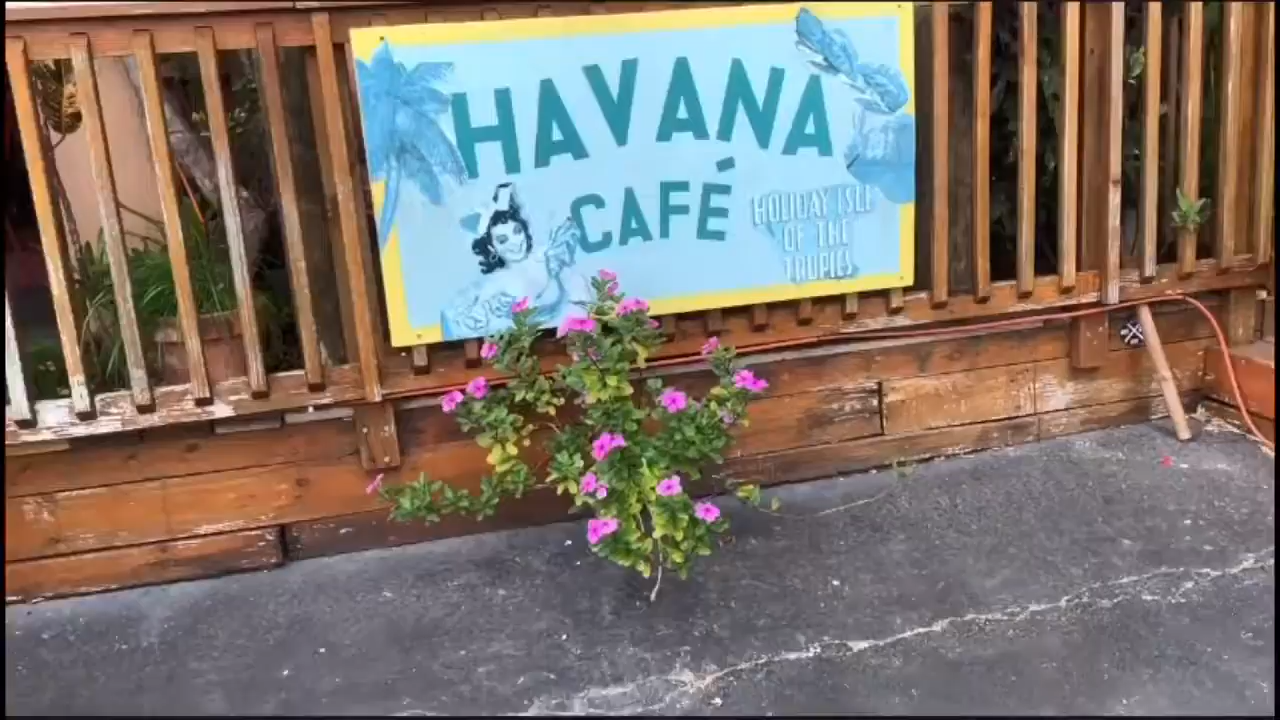 HAVANA
CAFÉ
HOLIDAY ISLE
OF THE
TROPICS